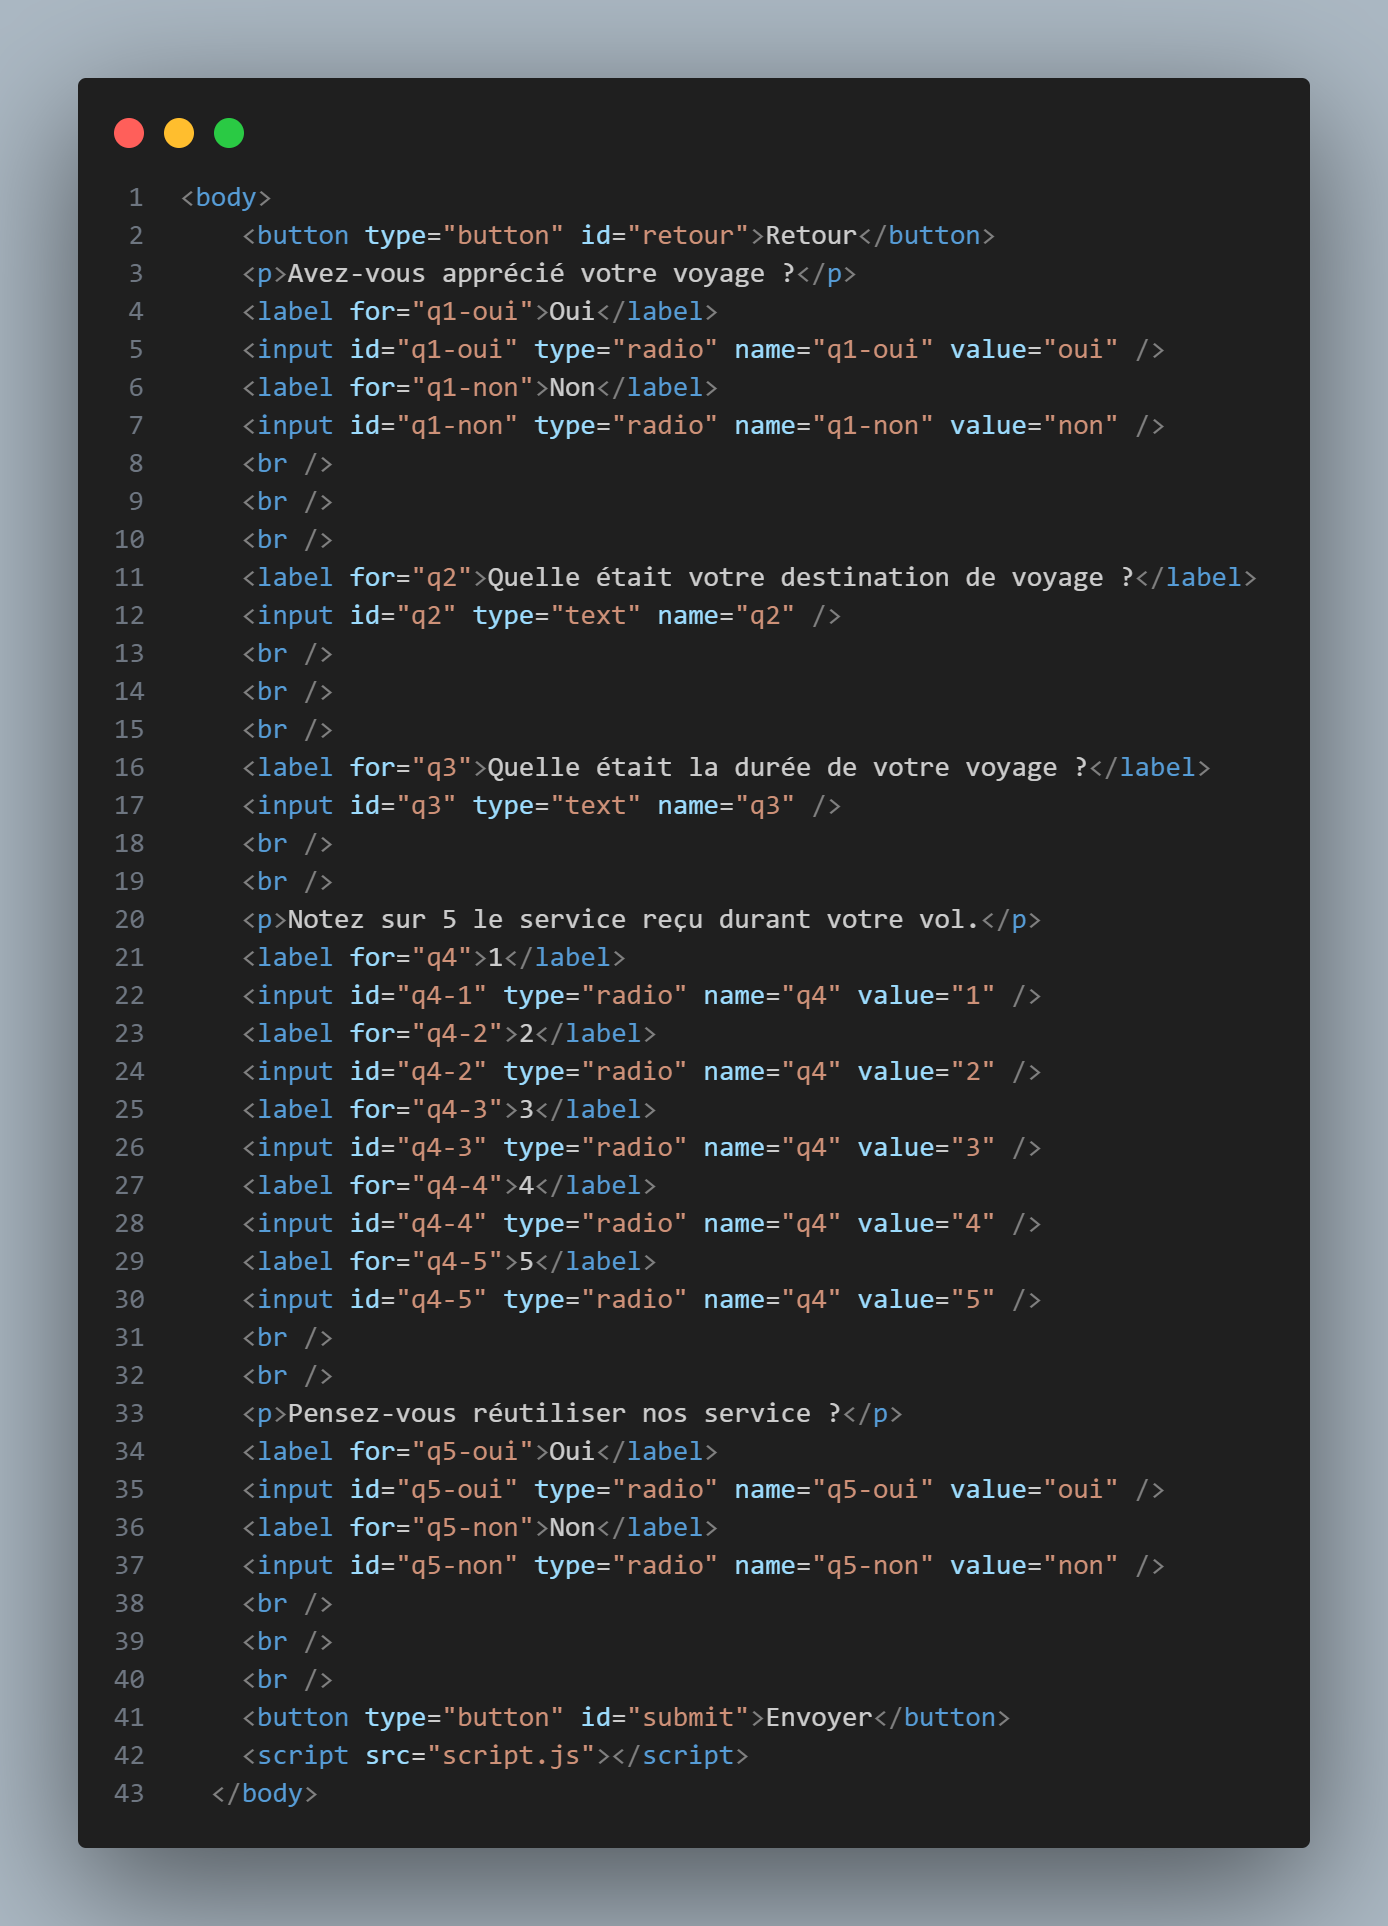 1 <body>
2 <button type="button" id="retour">Retour</button>
3 <p>Avez-vous apprécié votre voyage ?</p>
4 <label for="q1-oui">Oui</label>
5 <input id="q1-oui" type="radio" name="q1-oui" value="oui" />
6 <label for="q1-non">Non</label>
7 <input id="q1-non" type="radio" name="q1-non" value="non" />
8 <br />
9 <br />
10 <br />
11 <label for="q2">Quelle était votre destination de voyage ?</label>
12 <input id="q2" type="text" name="q2" />
13 <br />
14 <br />
15 <br />
16 <label for="q3">Quelle était la durée de votre voyage ?</label>
17 <input id="q3" type="text" name="q3" />
18 <br />
19 <br />
20 <p>Notez sur 5 le service reçu durant votre vol.</p>
21 <label for="q4">1</label>
22 <input id="q4-1" type="radio" name="q4" value="1" />
23 <label for="q4-2">2</label>
24 <input id="q4-2" type="radio" name="q4" value="2" />
25 <label for="q4-3">3</label>
26 <input id="q4-3" type="radio" name="q4" value="3" />
27 <label for="q4-4">4</label>
28 <input id="q4-4" type="radio" name="q4" value="4" />
29 <label for="q4-5">5</label>
30 <input id="q4-5" type="radio" name="q4" value="5" />
31 <br />
32 <br />
33 <p>Pensez-vous réutiliser nos service ?</p>
34 <label for="q5-oui">Oui</label>
35 <input id="q5-oui" type="radio" name="q5-oui" value="oui" />
36 <label for="q5-non">Non</label>
37 <input id="q5-non" type="radio" name="q5-non" value="non" />
38 <br />
39 <br />
40 <br />
41 <button type="button" id="submit">Envoyer</button>
42 <script src="script.js"></script>
43 </body>